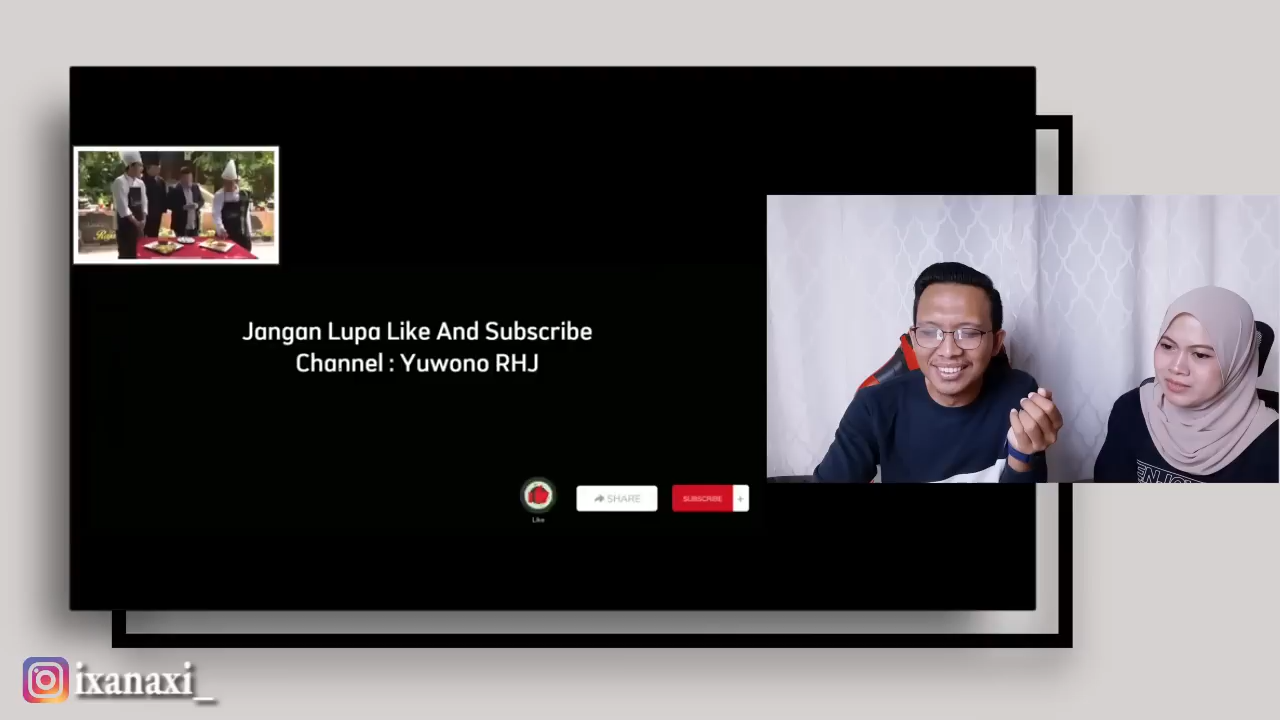 Jangan Lupa Like And Subscribe
Channel : Yuwono RHJ
Like
SHARE
SUBSCRIBE
+
ixanaxi_